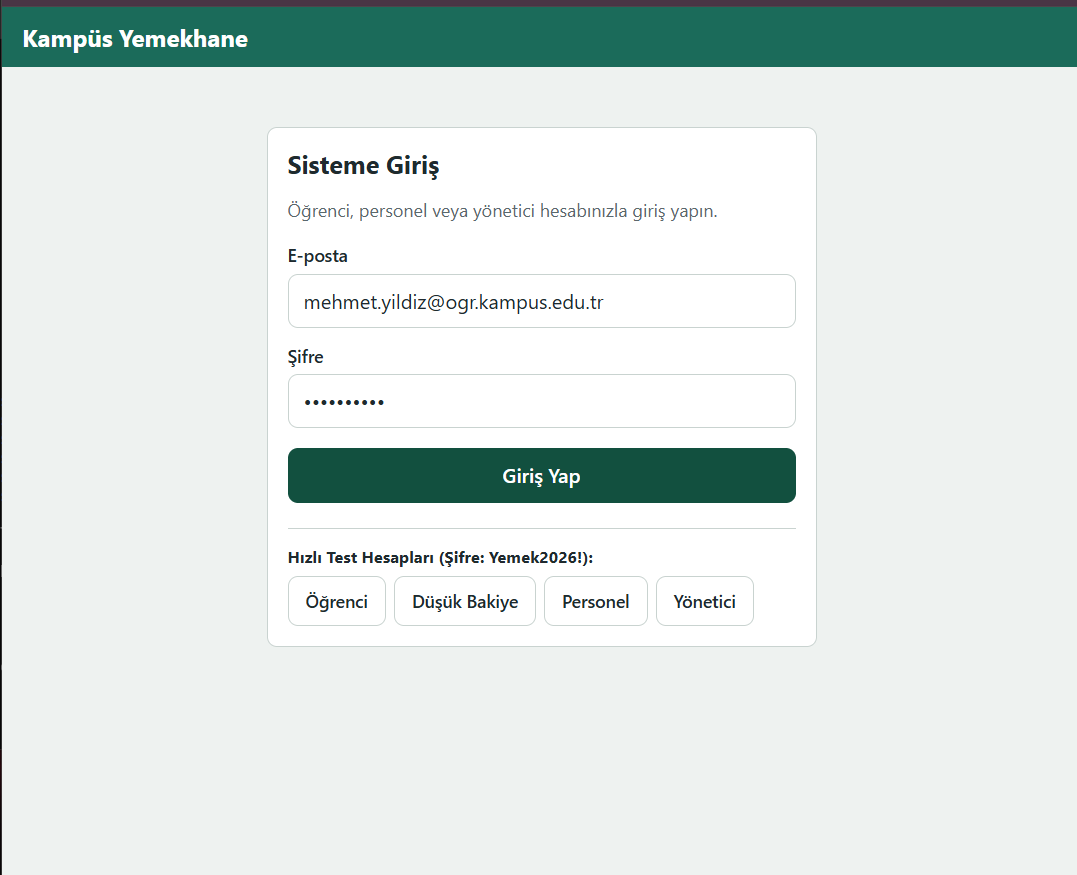 Kampüs Yemekhane
Sisteme Giriş
Öğrenci, personel veya yönetici hesabınızla giriş yapın.
E-posta
mehmet.yildiz@ogr.kampus.edu.tr
Şifre
••••••••••
Giriş Yap
Hızlı Test Hesapları (Şifre: Yemek2026!):
Öğrenci Düşük Bakiye Personel Yönetici